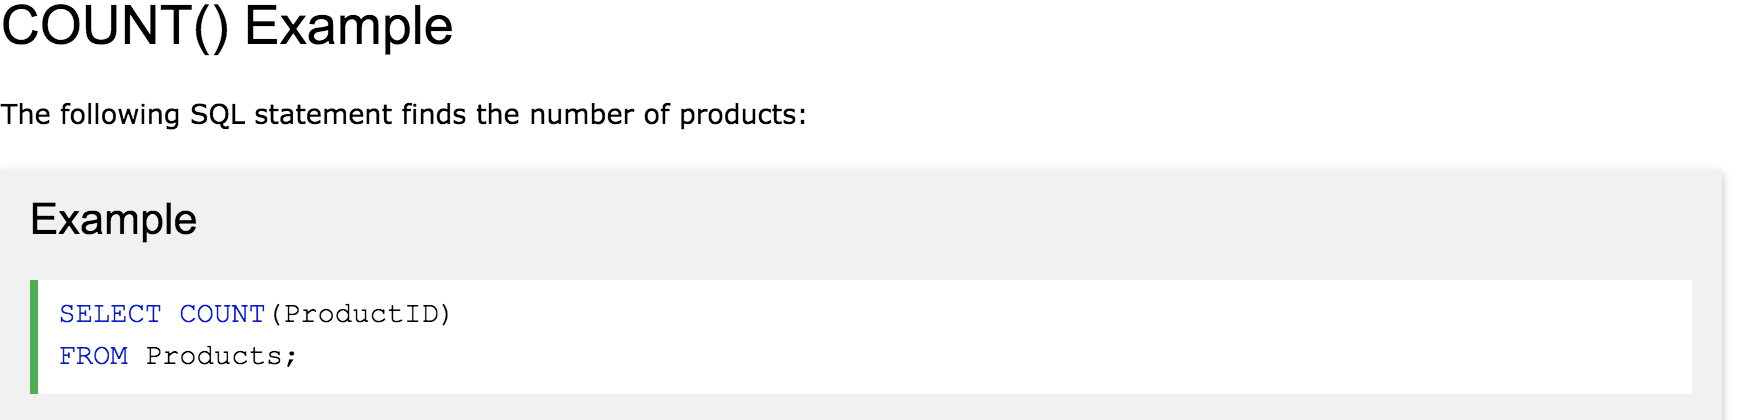 COUNT() Example
The following SQL statement finds the number of products:
Example
SELECT COUNT(ProductID)
FROM Products;